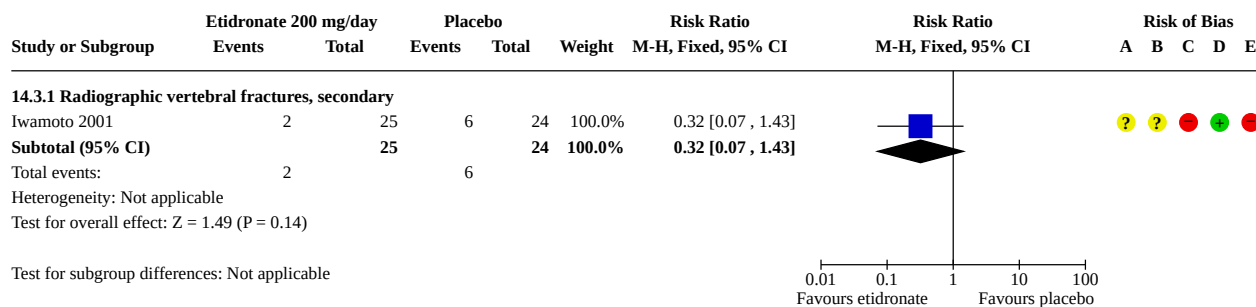 Etidronate 200 mg/day Placebo Risk Ratio Risk Ratio Risk of Bias
Study or Subgroup Events Total Events Total Weight M-H, Fixed, 95% CI M-H, Fixed, 95% CI A B C D E
14.3.1 Radiographic vertebral fractures, secondary
Iwamoto 2001 2 25 6 24 100.0% 0.32 [0.07 , 1.43] ? ? − + −
Subtotal (95% CI) 25 24 100.0% 0.32 [0.07 , 1.43]
Total events: 2 6
Heterogeneity: Not applicable
Test for overall effect: Z = 1.49 (P = 0.14)
Test for subgroup differences: Not applicable
0.01 0.1 1 10 100
Favours etidronate Favours placebo